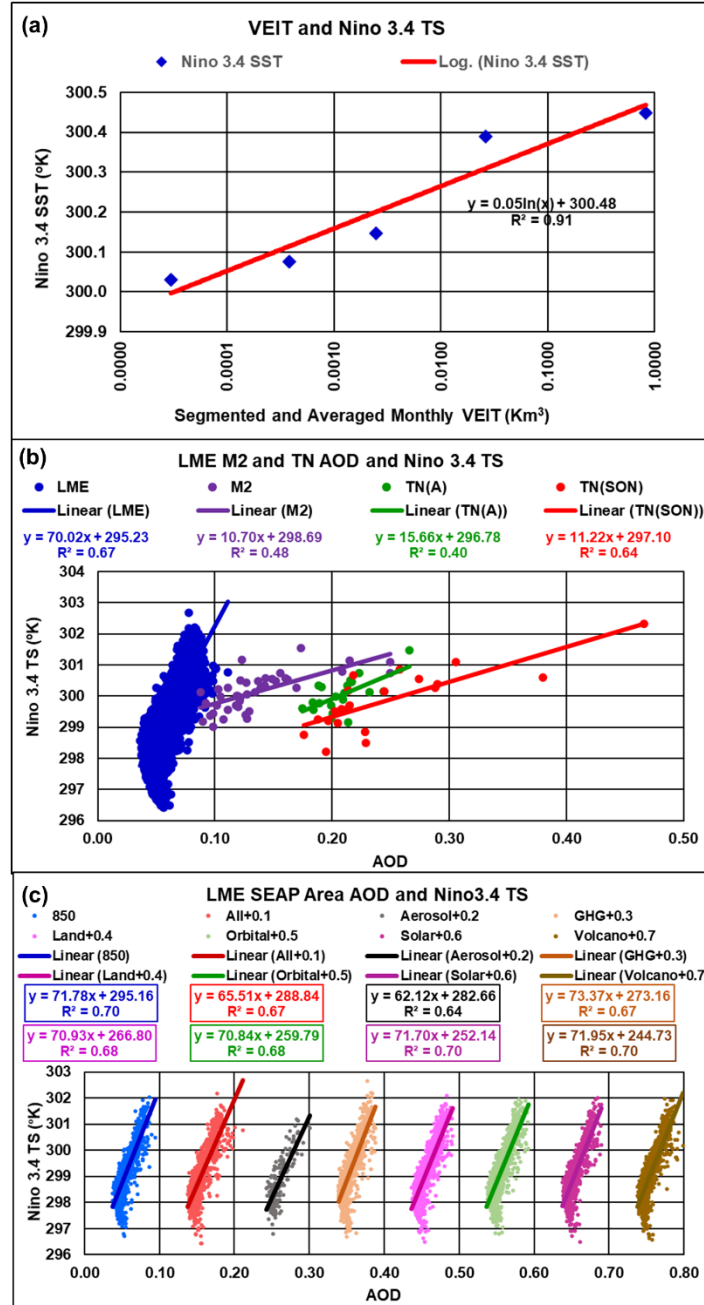 (a)
VEIT and Nino 3.4 TS
Nino 3.4 SST Log. (Nino 3.4 SST)
300.5
300.4
300.2
300.1
300.0
299.9
Nino 3.4 SST (°K)
y = 0.05ln(x) + 300.48
R² = 0.91
0.0000 0.0001 0.0010 0.0100 0.1000 1.0000
Segmented and Averaged Monthly VEIT (Km³)
(b)
LME M2 and TN AOD and Nino 3.4 TS
LME M2 TN(A) TN(SON)
Linear (LME) Linear (M2) Linear (TN(A)) Linear (TN(SON))
y = 70.02x + 295.23 y = 10.70x + 298.69 y = 15.66x + 296.78 y = 11.22x + 297.10
R² = 0.67 R² = 0.48 R² = 0.40 R² = 0.64
304
303
302
301
300
299
298
297
296
Nino 3.4 TS (°K)
0.00 0.10 0.20 0.30 0.40 0.50
AOD
(c)
LME SEAP Area AOD and Nino3.4 TS
850 All+0.1 Aerosol+0.2 GHG+0.3
Land+0.4 Orbital+0.5 Solar+0.6 Volcano+0.7
Linear (850) Linear (All+0.1) Linear (Aerosol+0.2) Linear (GHG+0.3)
Linear (Land+0.4) Linear (Orbital+0.5) Linear (Solar+0.6) Linear (Volcano+0.7)
y = 71.78x + 295.16 y = 65.51x + 288.84 y = 62.12x + 282.66 y = 73.37x + 273.16
R² = 0.70 R² = 0.67 R² = 0.64 R² = 0.67
y = 70.93x + 266.80 y = 70.84x + 259.79 y = 71.70x + 252.14 y = 71.95x + 244.73
R² = 0.68 R² = 0.68 R² = 0.70 R² = 0.70
303
302
301
300
299
298
297
296
Nino 3.4 TS (°K)
0.00 0.10 0.20 0.30 0.40 0.50 0.60 0.70 0.80
AOD